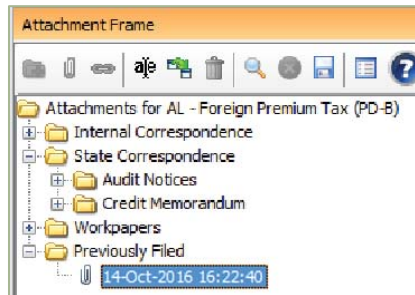 Attachment Frame
a|e ?
Attachments for AL - Foreign Premium Tax (PD-B)
Internal Correspondence
State Correspondence
Audit Notices
Credit Memorandum
Workpapers
Previously Filed
14-Oct-2016 16:22:40